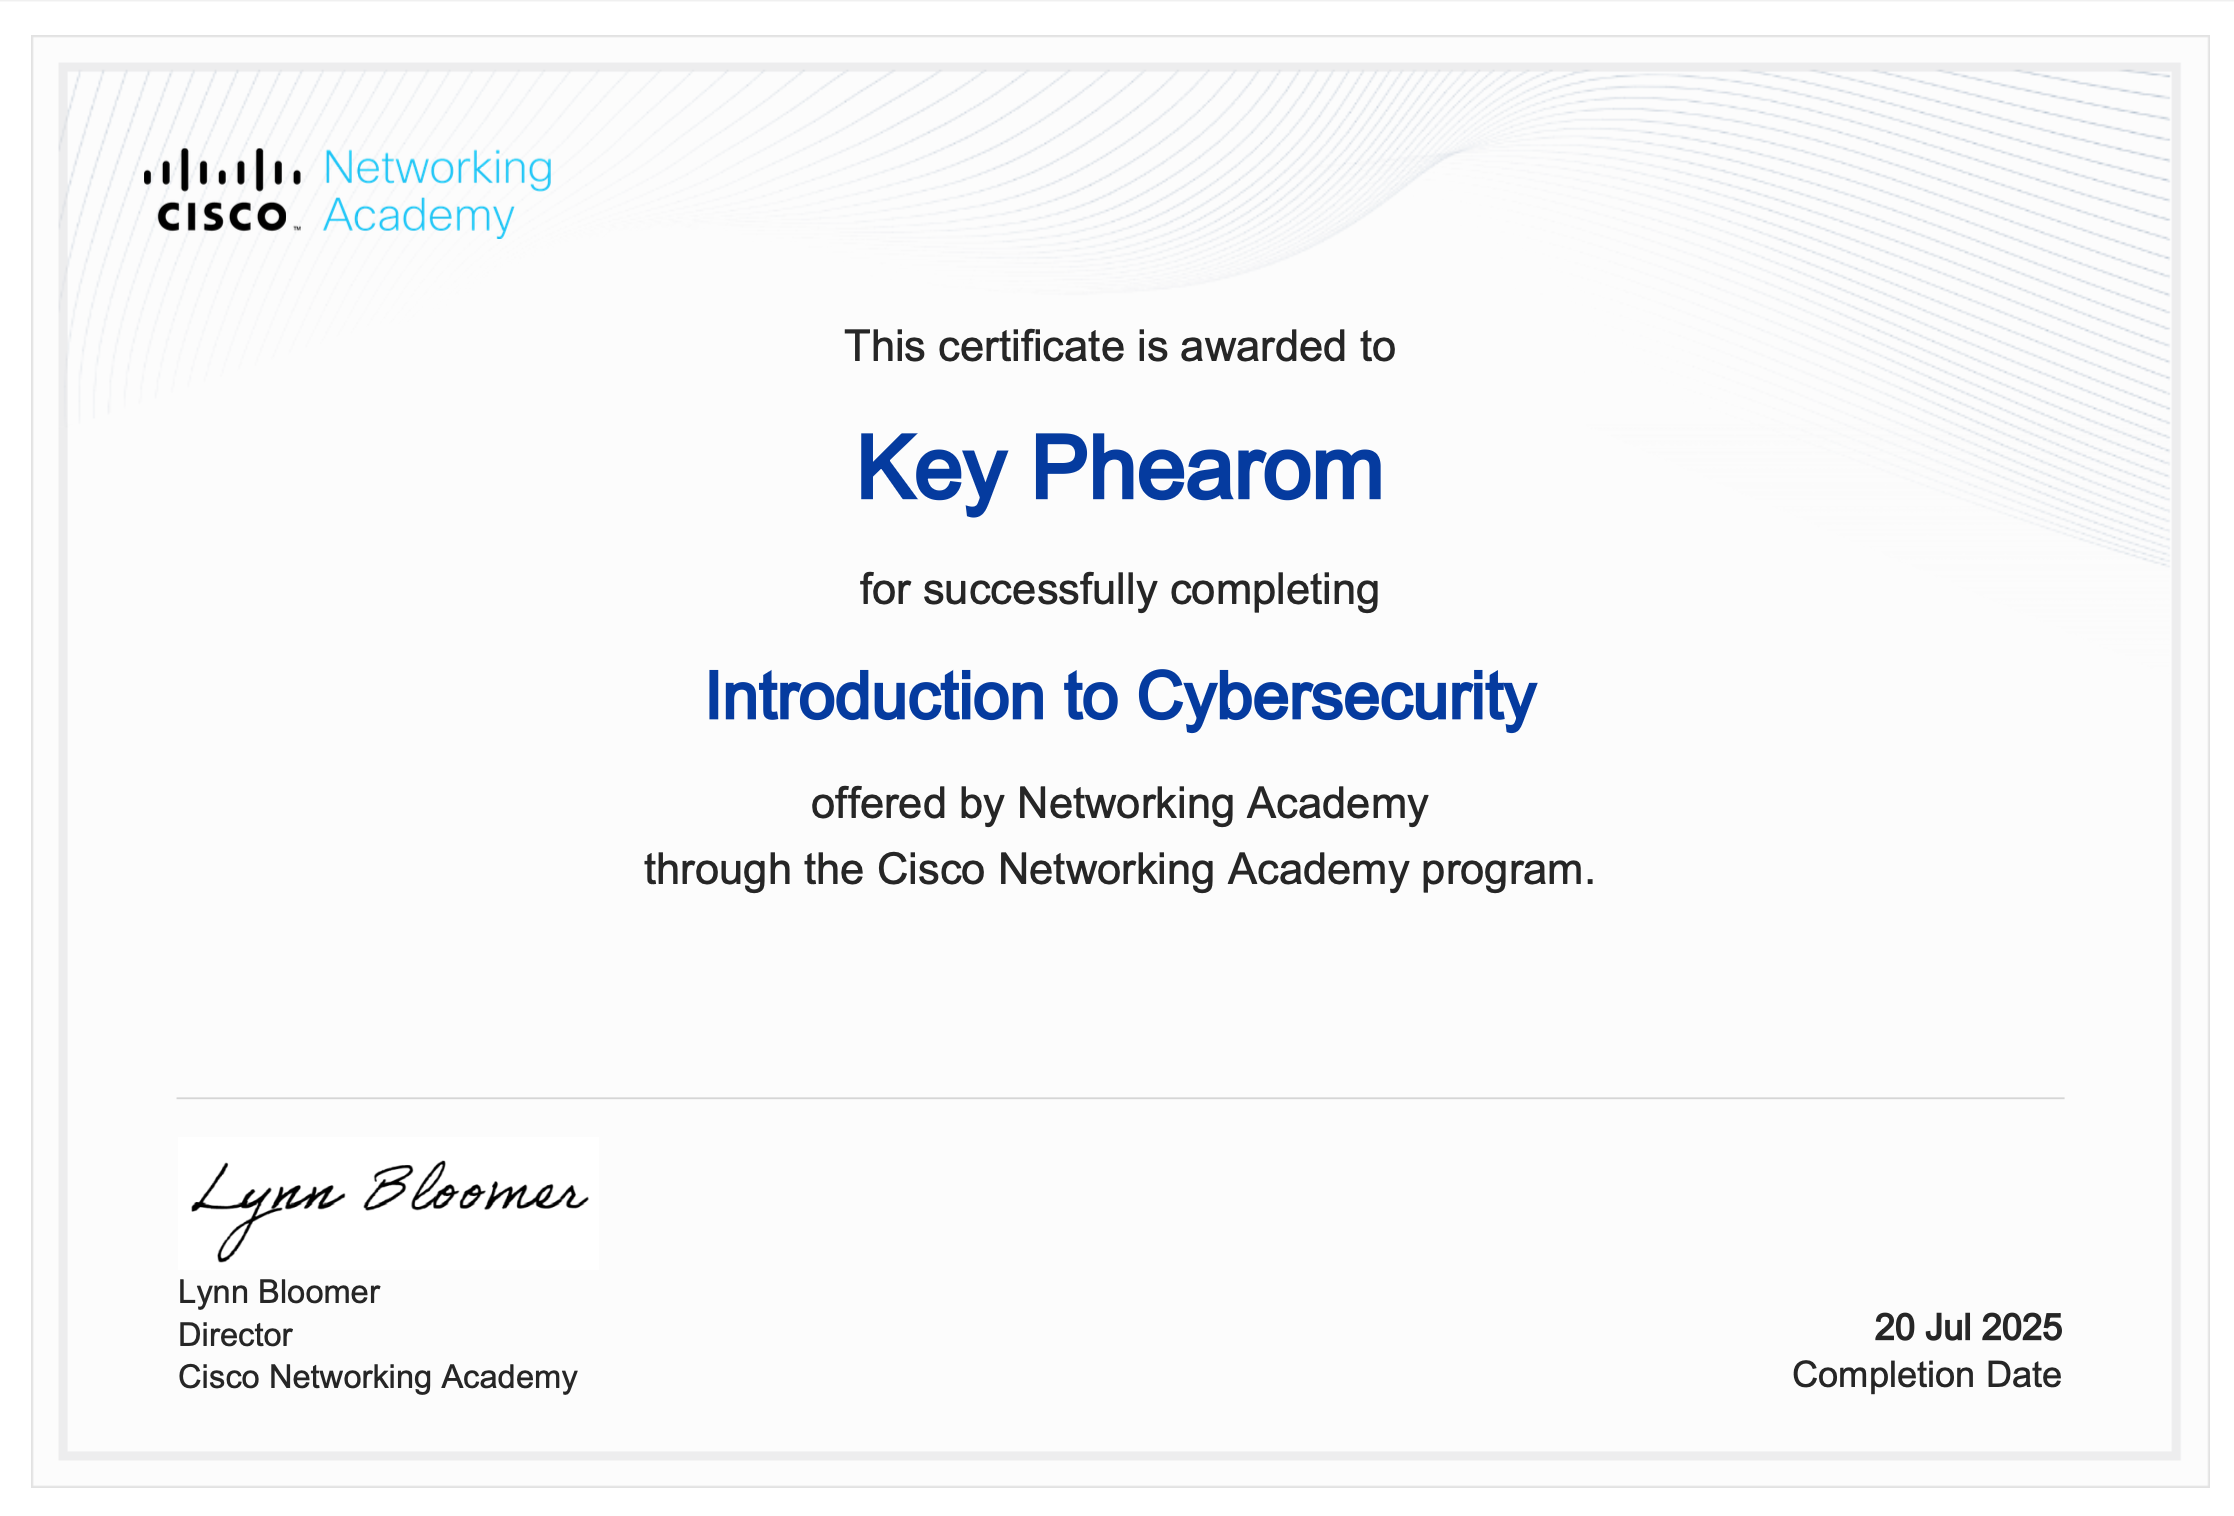 Networking
CISCO™ Academy
This certificate is awarded to
Key Phearom
for successfully completing
Introduction to Cybersecurity
offered by Networking Academy
through the Cisco Networking Academy program.
Lynn Bloomer
Lynn Bloomer
Director
Cisco Networking Academy
20 Jul 2025
Completion Date